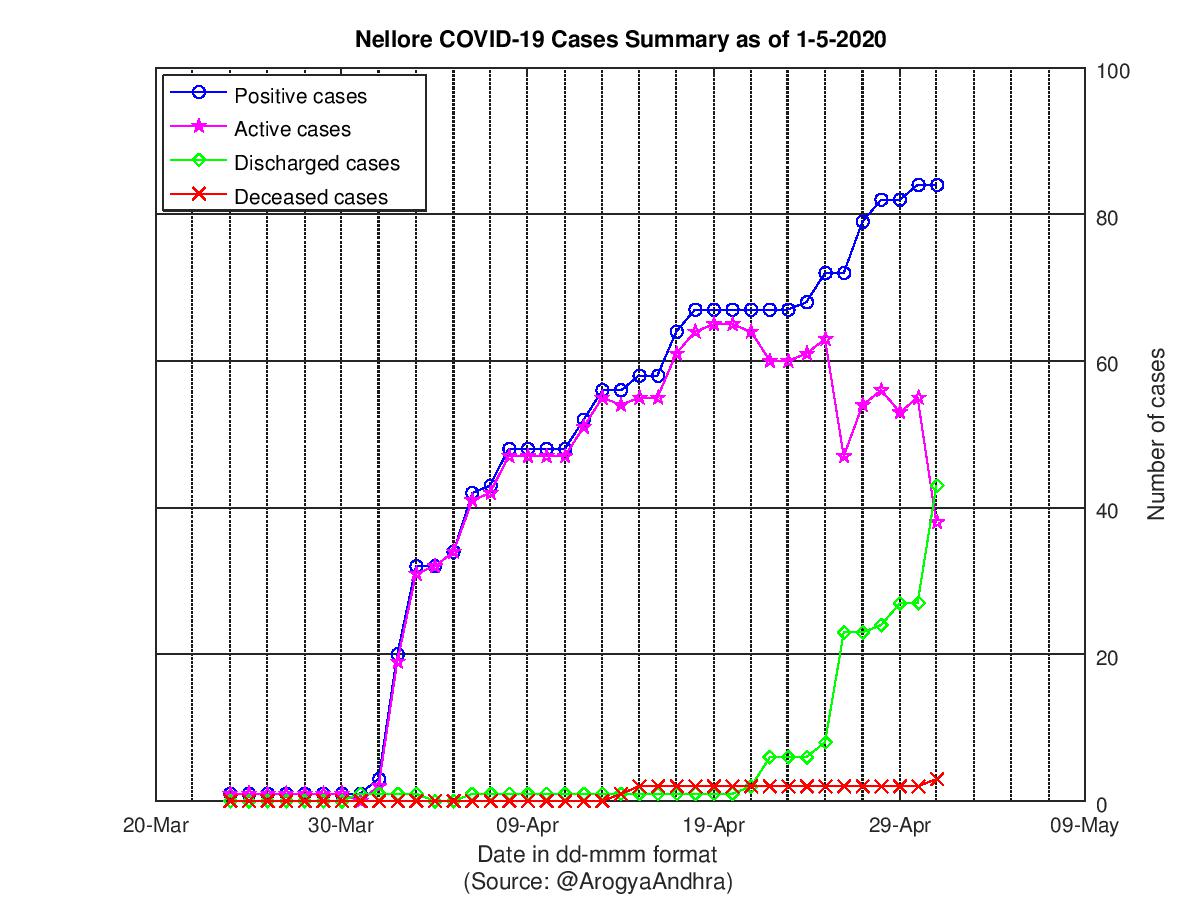 Nellore COVID-19 Cases Summary as of 1-5-2020
Positive cases
Active cases
Discharged cases
Deceased cases
100
80
60
40
20
0
Number of cases
20-Mar 30-Mar 09-Apr 19-Apr 29-Apr 09-May
Date in dd-mmm format
(Source: @ArogyaAndhra)